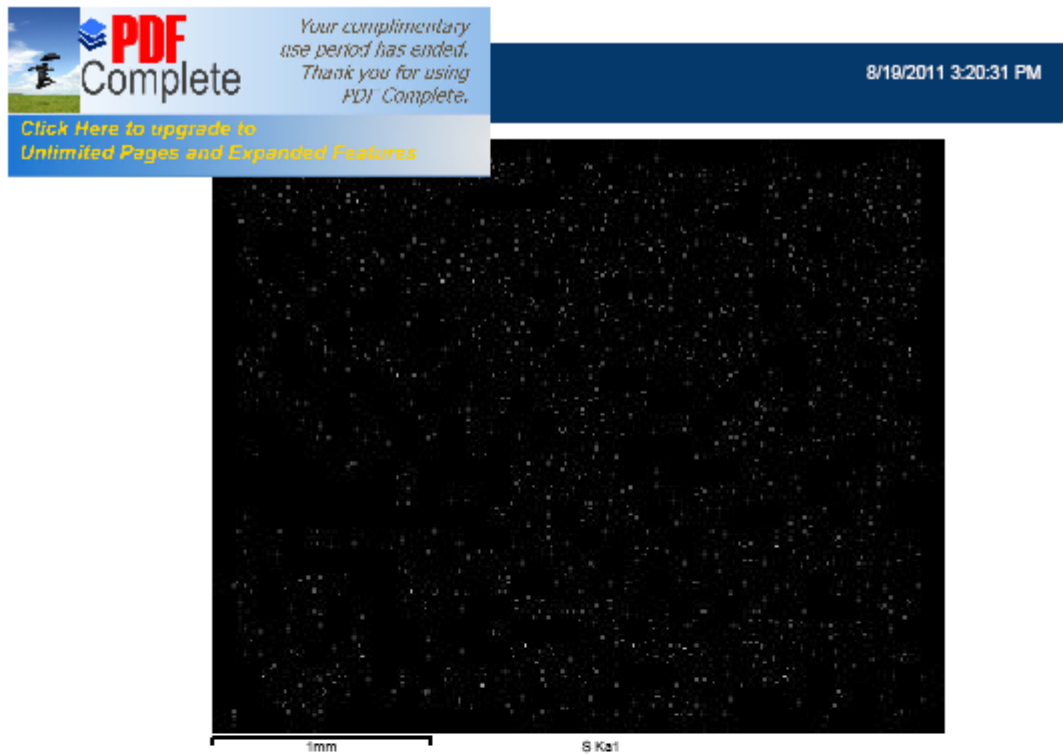 PDF
Complete
Your complimentary
use period has ended.
Thank you for using
PDF Complete.
Click Here to upgrade to
Unlimited Pages and Expanded Features
8/19/2011 3:20:31 PM
1mm
S Ka1